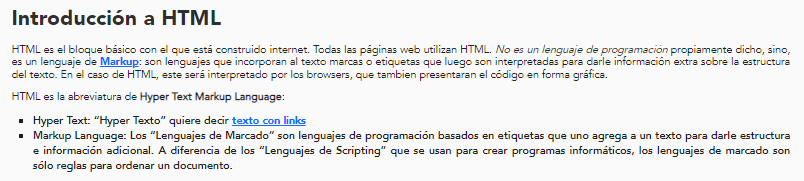 Introducción a HTML
HTML es el bloque básico con el que está construido internet. Todas las páginas web utilizan HTML. No es un lenguaje de programación propiamente dicho, sino,
es un lenguaje de Markup: son lenguajes que incorporan al texto marcas o etiquetas que luego son interpretadas para darle información extra sobre la estructura
del texto. En el caso de HTML, este será interpretado por los browsers, que tambien presentaran el código en forma gráfica.
HTML es la abreviatura de Hyper Text Markup Language:
▪ Hyper Text: “Hyper Texto” quiere decir texto con links
▪ Markup Language: Los “Lenguajes de Marcado” son lenguajes de programación basados en etiquetas que uno agrega a un texto para darle estructura
e información adicional. A diferencia de los “Lenguajes de Scripting” que se usan para crear programas informáticos, los lenguajes de marcado son
sólo reglas para ordenar un documento.